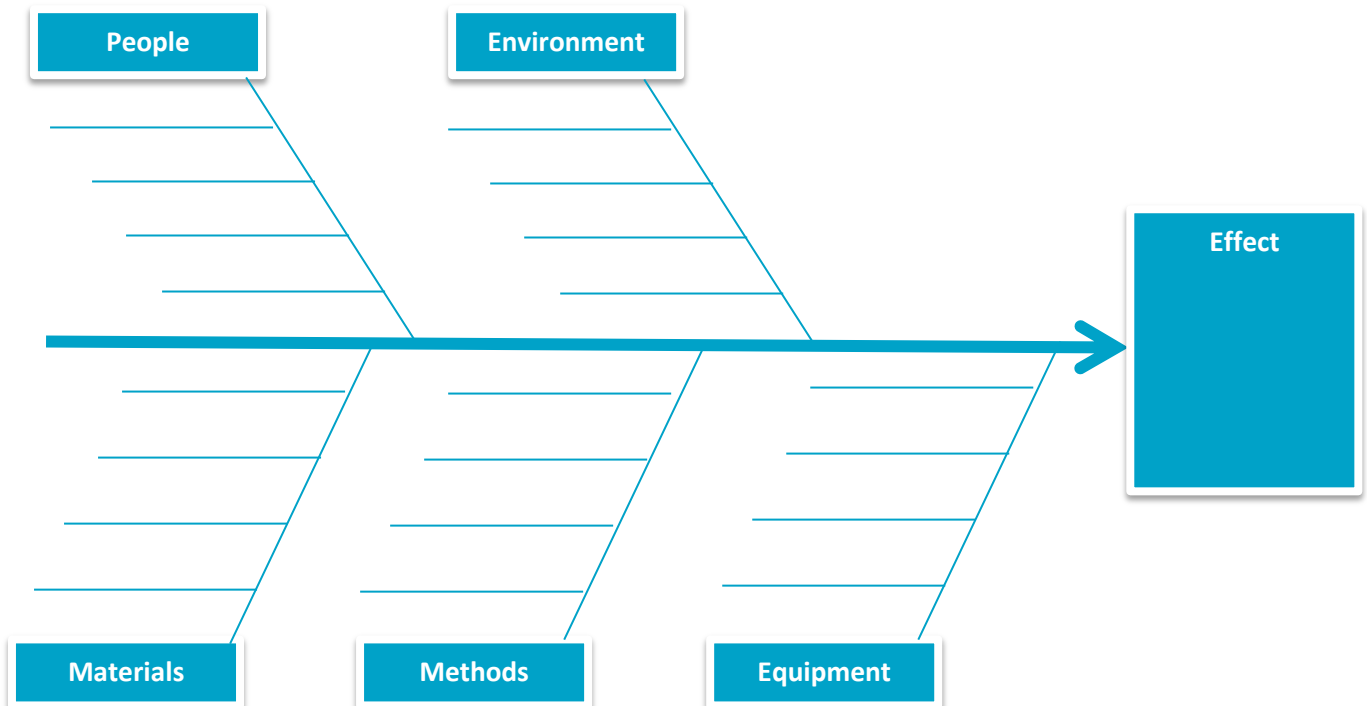 People
Environment
Effect
Materials
Methods
Equipment